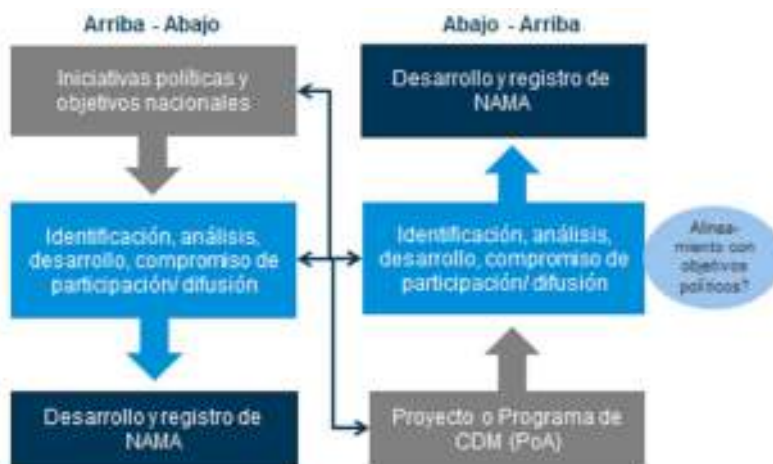 Arriba - Abajo
Iniciativas políticas y
objetivos nacionales
Identificación, análisis,
desarrollo, compromiso de
participación/ difusión
Desarrollo y registro de
NAMA
Abajo - Arriba
Desarrollo y registro de
NAMA
Identificación, análisis,
desarrollo, compromiso de
participación/ difusión
Proyecto o Programa de
CDM (PoA)
Alinea-
miento con
objetivos
políticos?